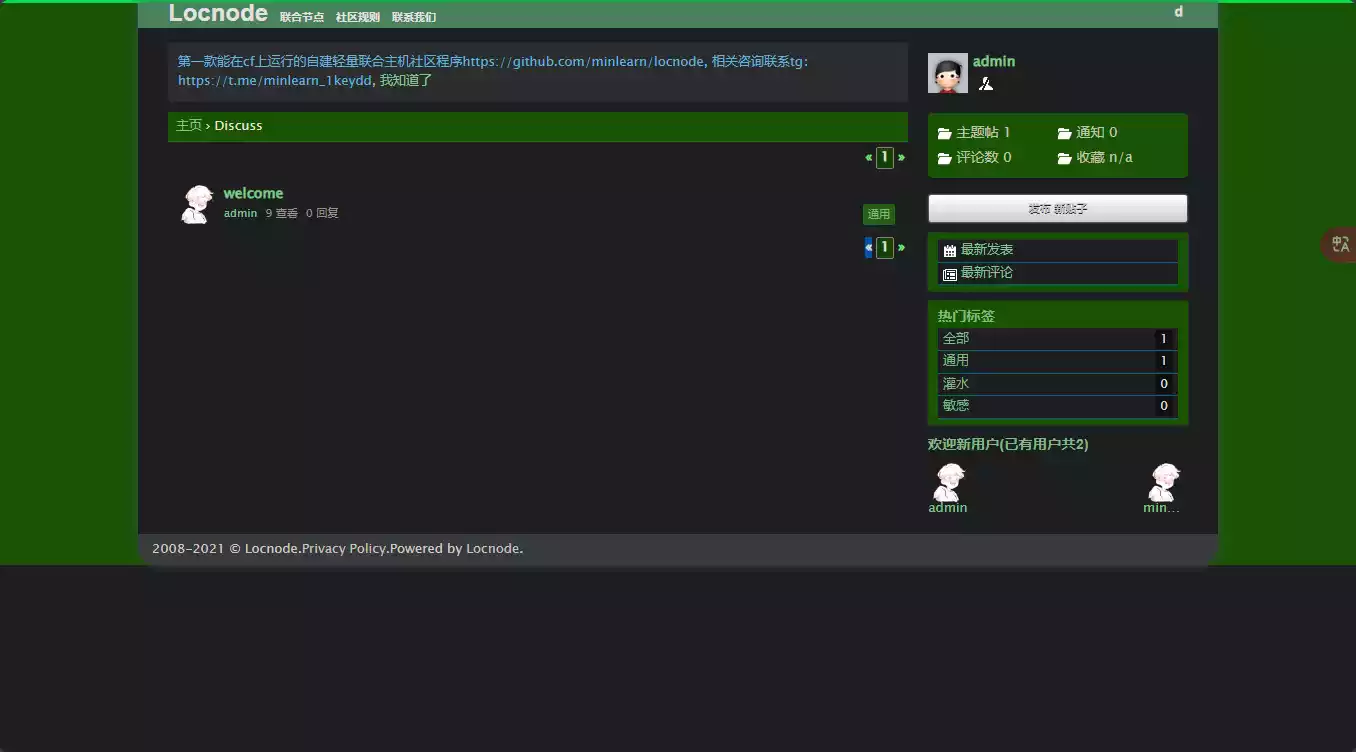 Locnode 联合节点 社区规则 联系我们 d
第一款能在cf上运行的自建轻量联合主机社区程序https://github.com/minlearn/locnode, 相关咨询联系tg:
https://t.me/minlearn_1keydd, 我知道了
主页 › Discuss
« 1 »
welcome
admin 9 查看 0 回复
通用
« 1 »
admin
主题帖 1 通知 0
评论数 0 收藏 n/a
发布 新贴子
最新发表
最新评论
热门标签
全部 1
通用 1
灌水 0
敏感 0
欢迎新用户(已有用户共2)
admin min...
2008-2021 © Locnode.Privacy Policy.Powered by Locnode.
中A